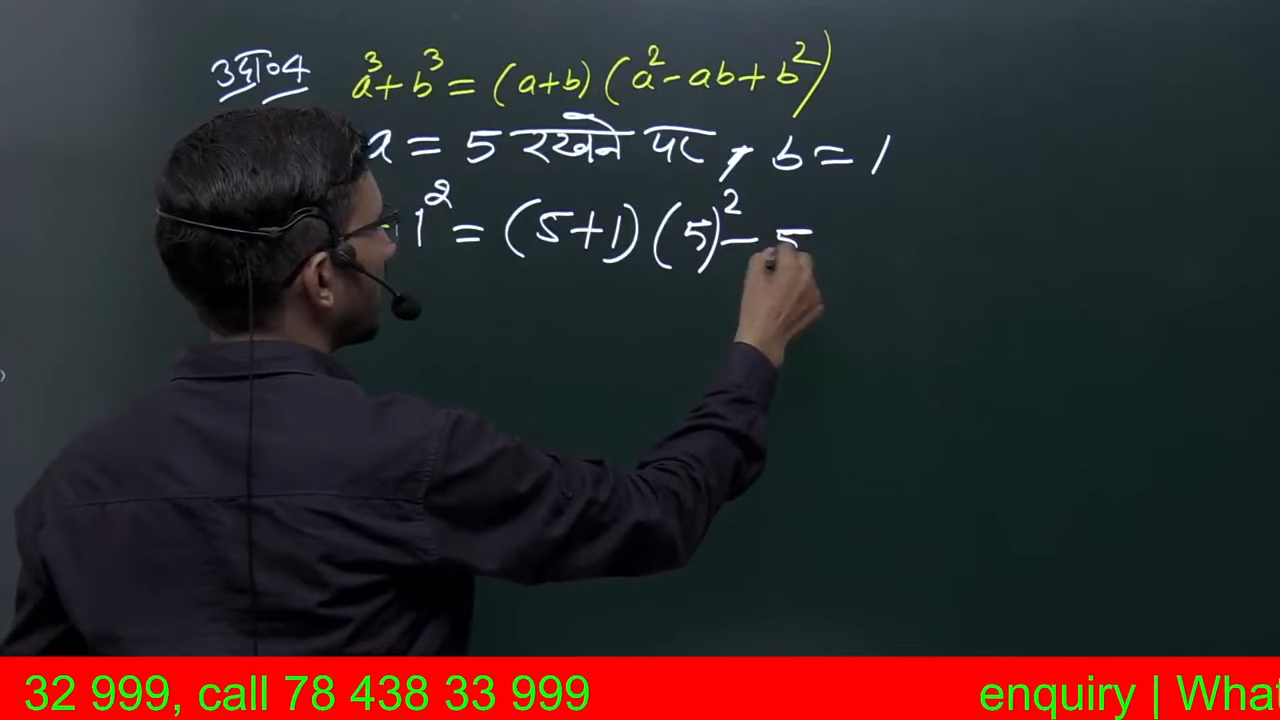 उदा०4 a³+b³=(a+b)(a²-ab+b²)
a = 5 रखने पर, b = 1
1² = (5+1)(5)²-5
32 999, call 78 438 33 999 enquiry | What